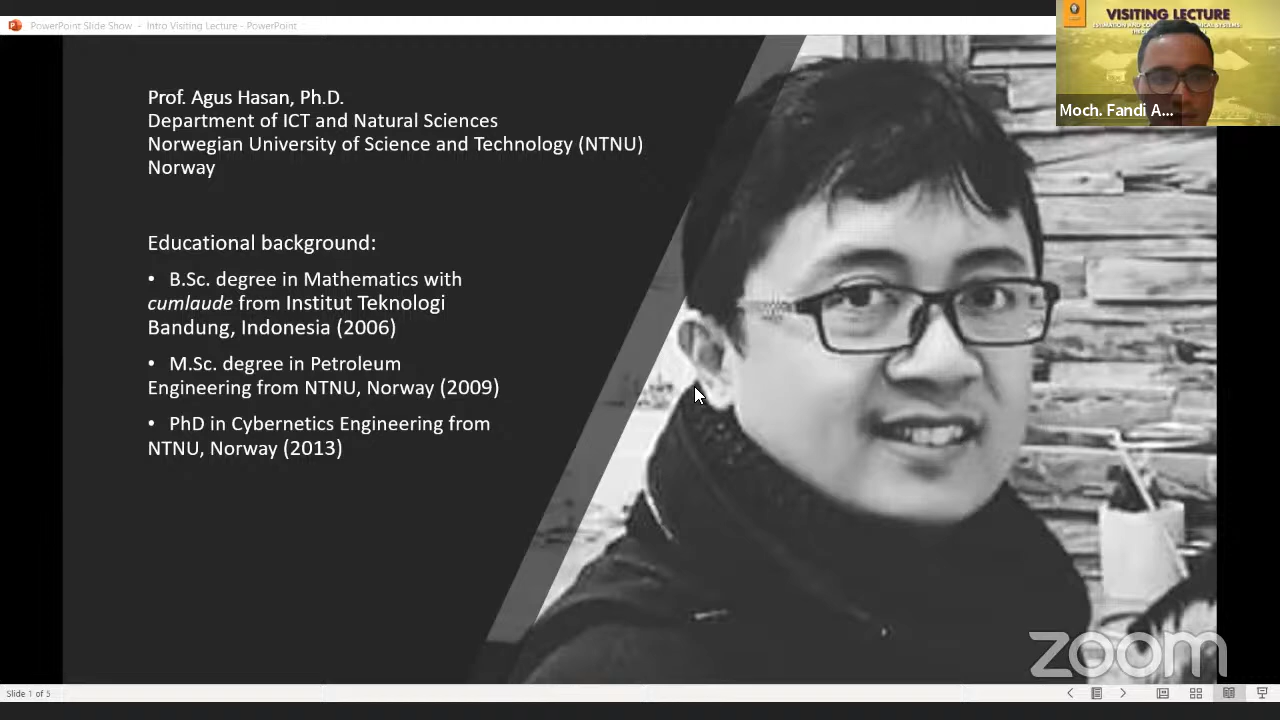 PowerPoint Slide Show - Intro Visiting Lecture - PowerPoint
VISITING LECTURE
Moch. Fandi A...
Prof. Agus Hasan, Ph.D.
Department of ICT and Natural Sciences
Norwegian University of Science and Technology (NTNU)
Norway
Educational background:
• B.Sc. degree in Mathematics with
cumlaude from Institut Teknologi
Bandung, Indonesia (2006)
• M.Sc. degree in Petroleum
Engineering from NTNU, Norway (2009)
• PhD in Cybernetics Engineering from
NTNU, Norway (2013)
zoom
Slide 1 of 5